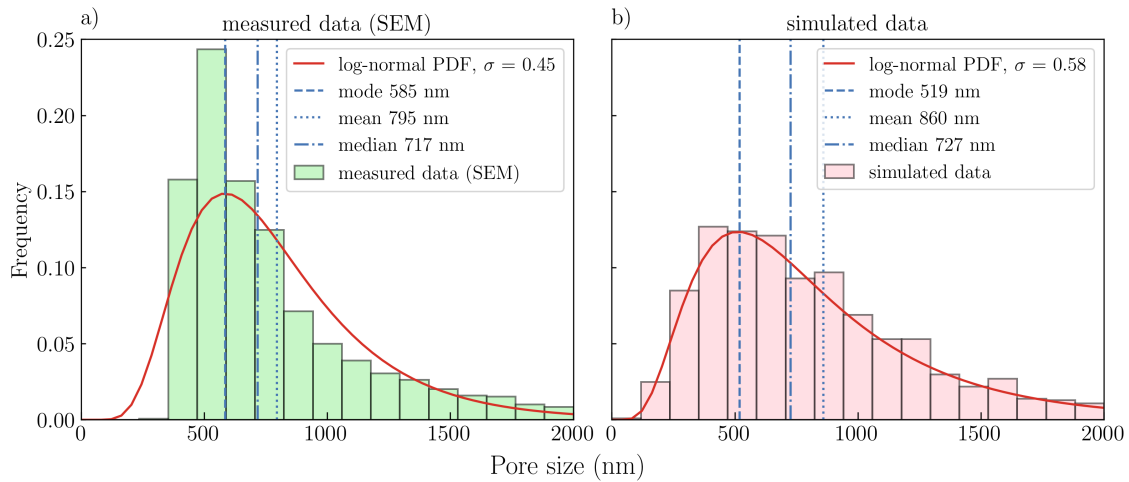 a)
measured data (SEM)
b)
simulated data
Frequency
0.25
0.20
0.15
0.10
0.05
0.00
log-normal PDF, σ = 0.45
mode 585 nm
mean 795 nm
median 717 nm
measured data (SEM)
0 500 1000 1500 2000
log-normal PDF, σ = 0.58
mode 519 nm
mean 860 nm
median 727 nm
simulated data
0 500 1000 1500 2000
Pore size (nm)